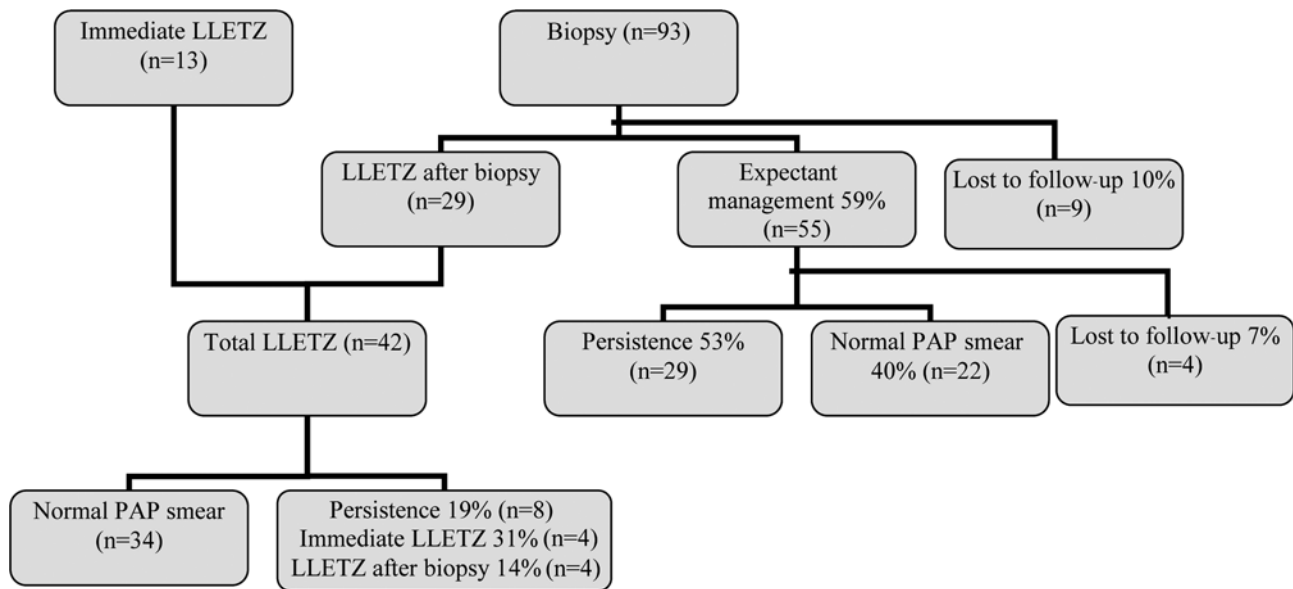 Immediate LLETZ
(n=13)
Biopsy (n=93)
LLETZ after biopsy
(n=29)
Expectant
management 59%
(n=55)
Lost to follow-up 10%
(n=9)
Total LLETZ (n=42)
Persistence 53%
(n=29)
Normal PAP smear
40% (n=22)
Lost to follow-up 7%
(n=4)
Normal PAP smear
(n=34)
Persistence 19% (n=8)
Immediate LLETZ 31% (n=4)
LLETZ after biopsy 14% (n=4)